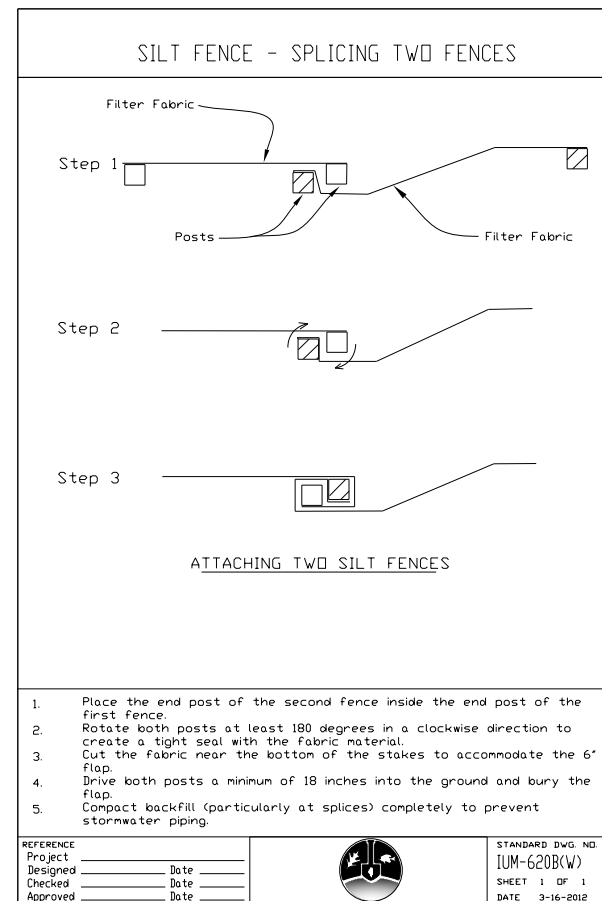 SILT FENCE - SPLICING TWO FENCES
Filter Fabric
Step 1
Posts
Filter Fabric
Step 2
Step 3
ATTACHING TWO SILT FENCES
1. Place the end post of the second fence inside the end post of the
first fence.
2. Rotate both posts at least 180 degrees in a clockwise direction to
create a tight seal with the fabric material.
3. Cut the fabric near the bottom of the stakes to accommodate the 6"
flap.
4. Drive both posts a minimum of 18 inches into the ground and bury the
flap.
5. Compact backfill (particularly at splices) completely to prevent
stormwater piping.
REFERENCE
Project
Designed Date
Checked Date
Approved Date
STANDARD DWG. NO.
IUM-620B(W)
SHEET 1 OF 1
DATE 3-16-2012